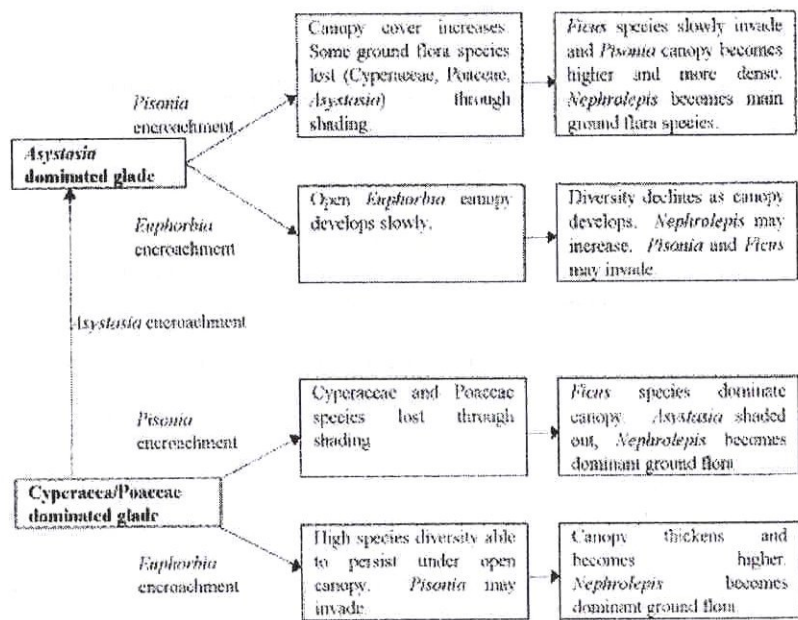 Canopy cover increases.
Some ground flora species
lost (Cyperaceae, Poaceae,
Asystasia) through
shading.
Ficus species slowly invade
and Pisonia canopy becomes
higher and more dense.
Nephrolepis becomes main
ground flora species.
Pisonia
encroachment
Asystasia
dominated glade
Euphorbia
encroachment
Open Euphorbia canopy
develops slowly.
Diversity declines as canopy
develops. Nephrolepis may
increase. Pisonia and Ficus
may invade
Asystasia encroachment
Pisonia
encroachment
Cyperaceae and Poaceae
species lost through
shading
Ficus species dominate
canopy. Asystasia shaded
out, Nephrolepis becomes
dominant ground flora
Cyperacea/Poaceae
dominated glade
Euphorbia
encroachment
High species diversity able
to persist under open
canopy. Pisonia may
invade
Canopy thickens and
becomes higher.
Nephrolepis becomes
dominant ground flora